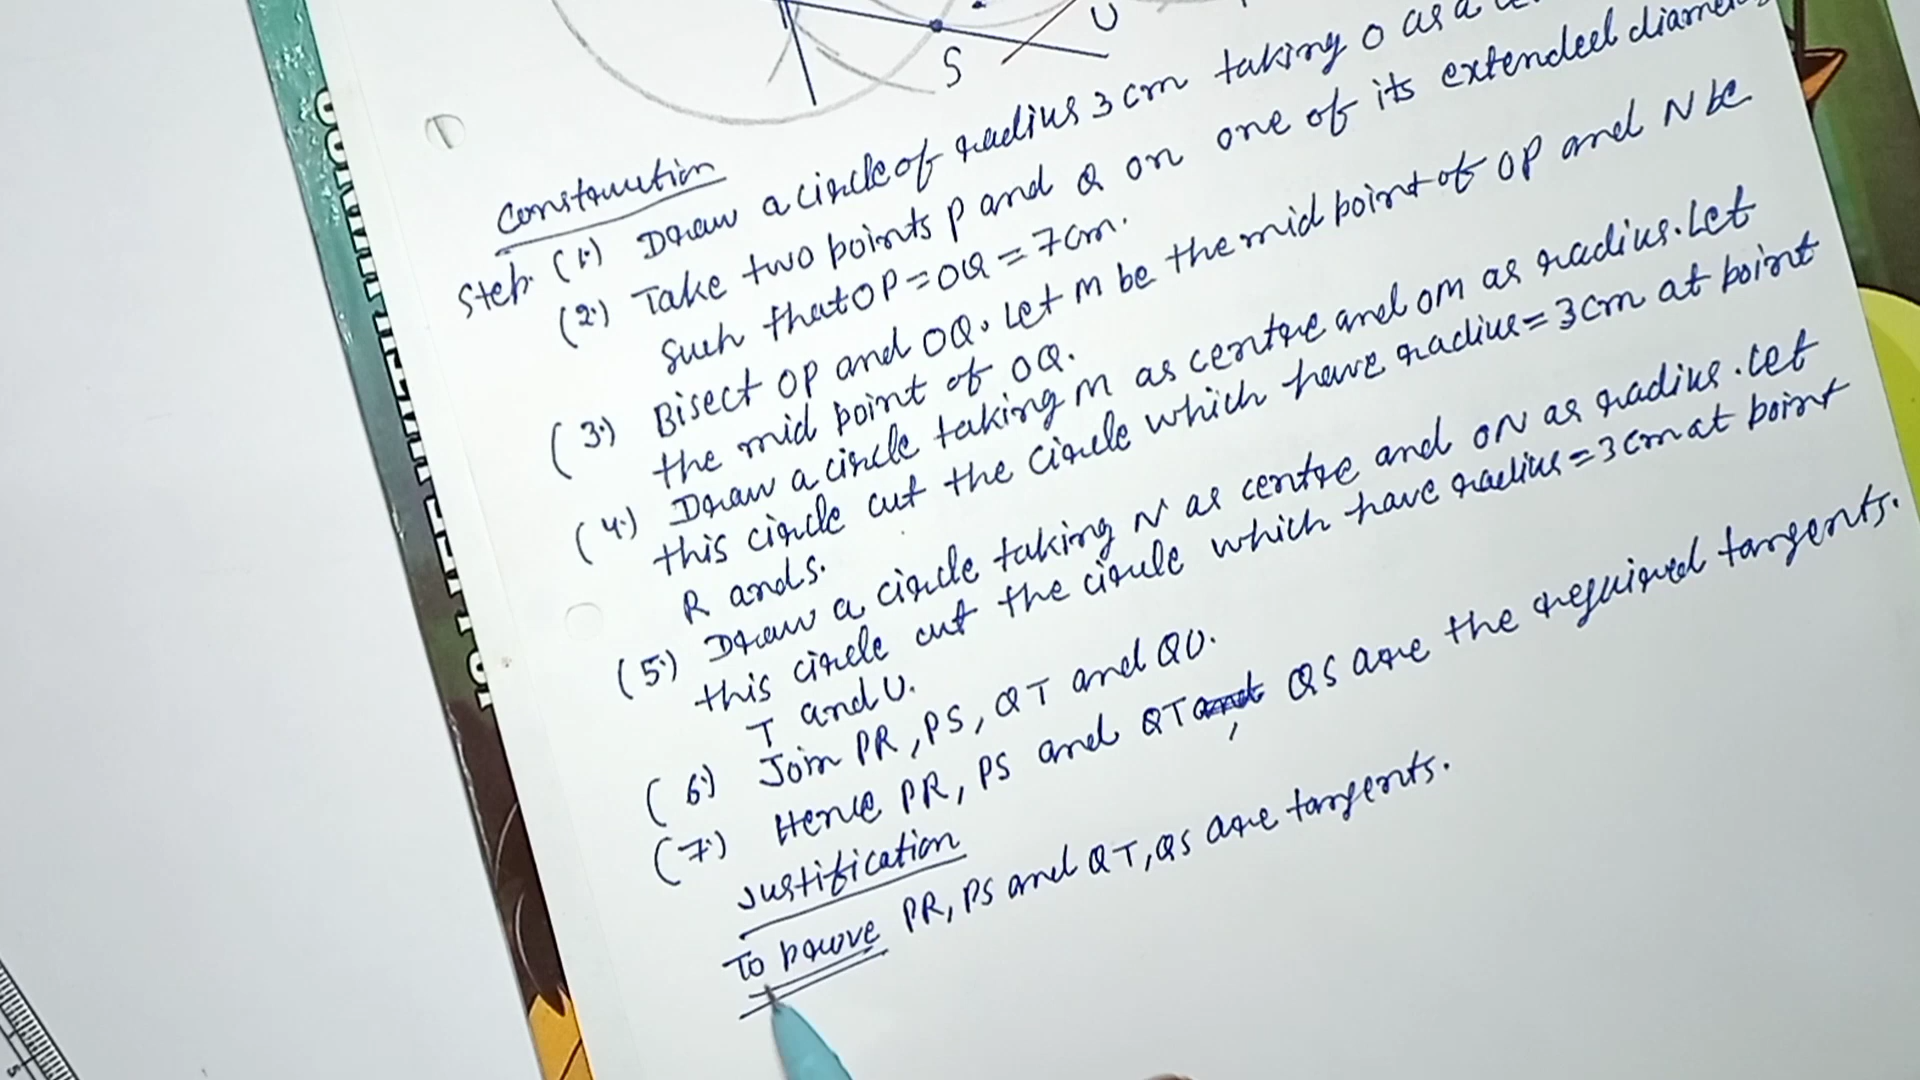 S
U
Construction
Step. (1.) Draw a circle of radius 3 cm taking O as a
(2.) Take two points P and Q on one of its extended
such that OP = OQ = 7 cm.
(3.) Bisect OP and OQ. Let M be the mid point of OP and N be
the mid point of OQ.
(4.) Draw a circle taking M as centre and OM as radius. Let
this circle cut the circle which have radius = 3 cm at point
R and S.
(5.) Draw a circle taking N as centre and ON as radius. Let
this circle cut the circle which have radius = 3 cm at point
T and U.
(6.) Join PR, PS, QT and QU.
(7.) Hence PR, PS and QT, QS are the required tangents.
Justification
To prove PR, PS and QT, QS are tangents.
5